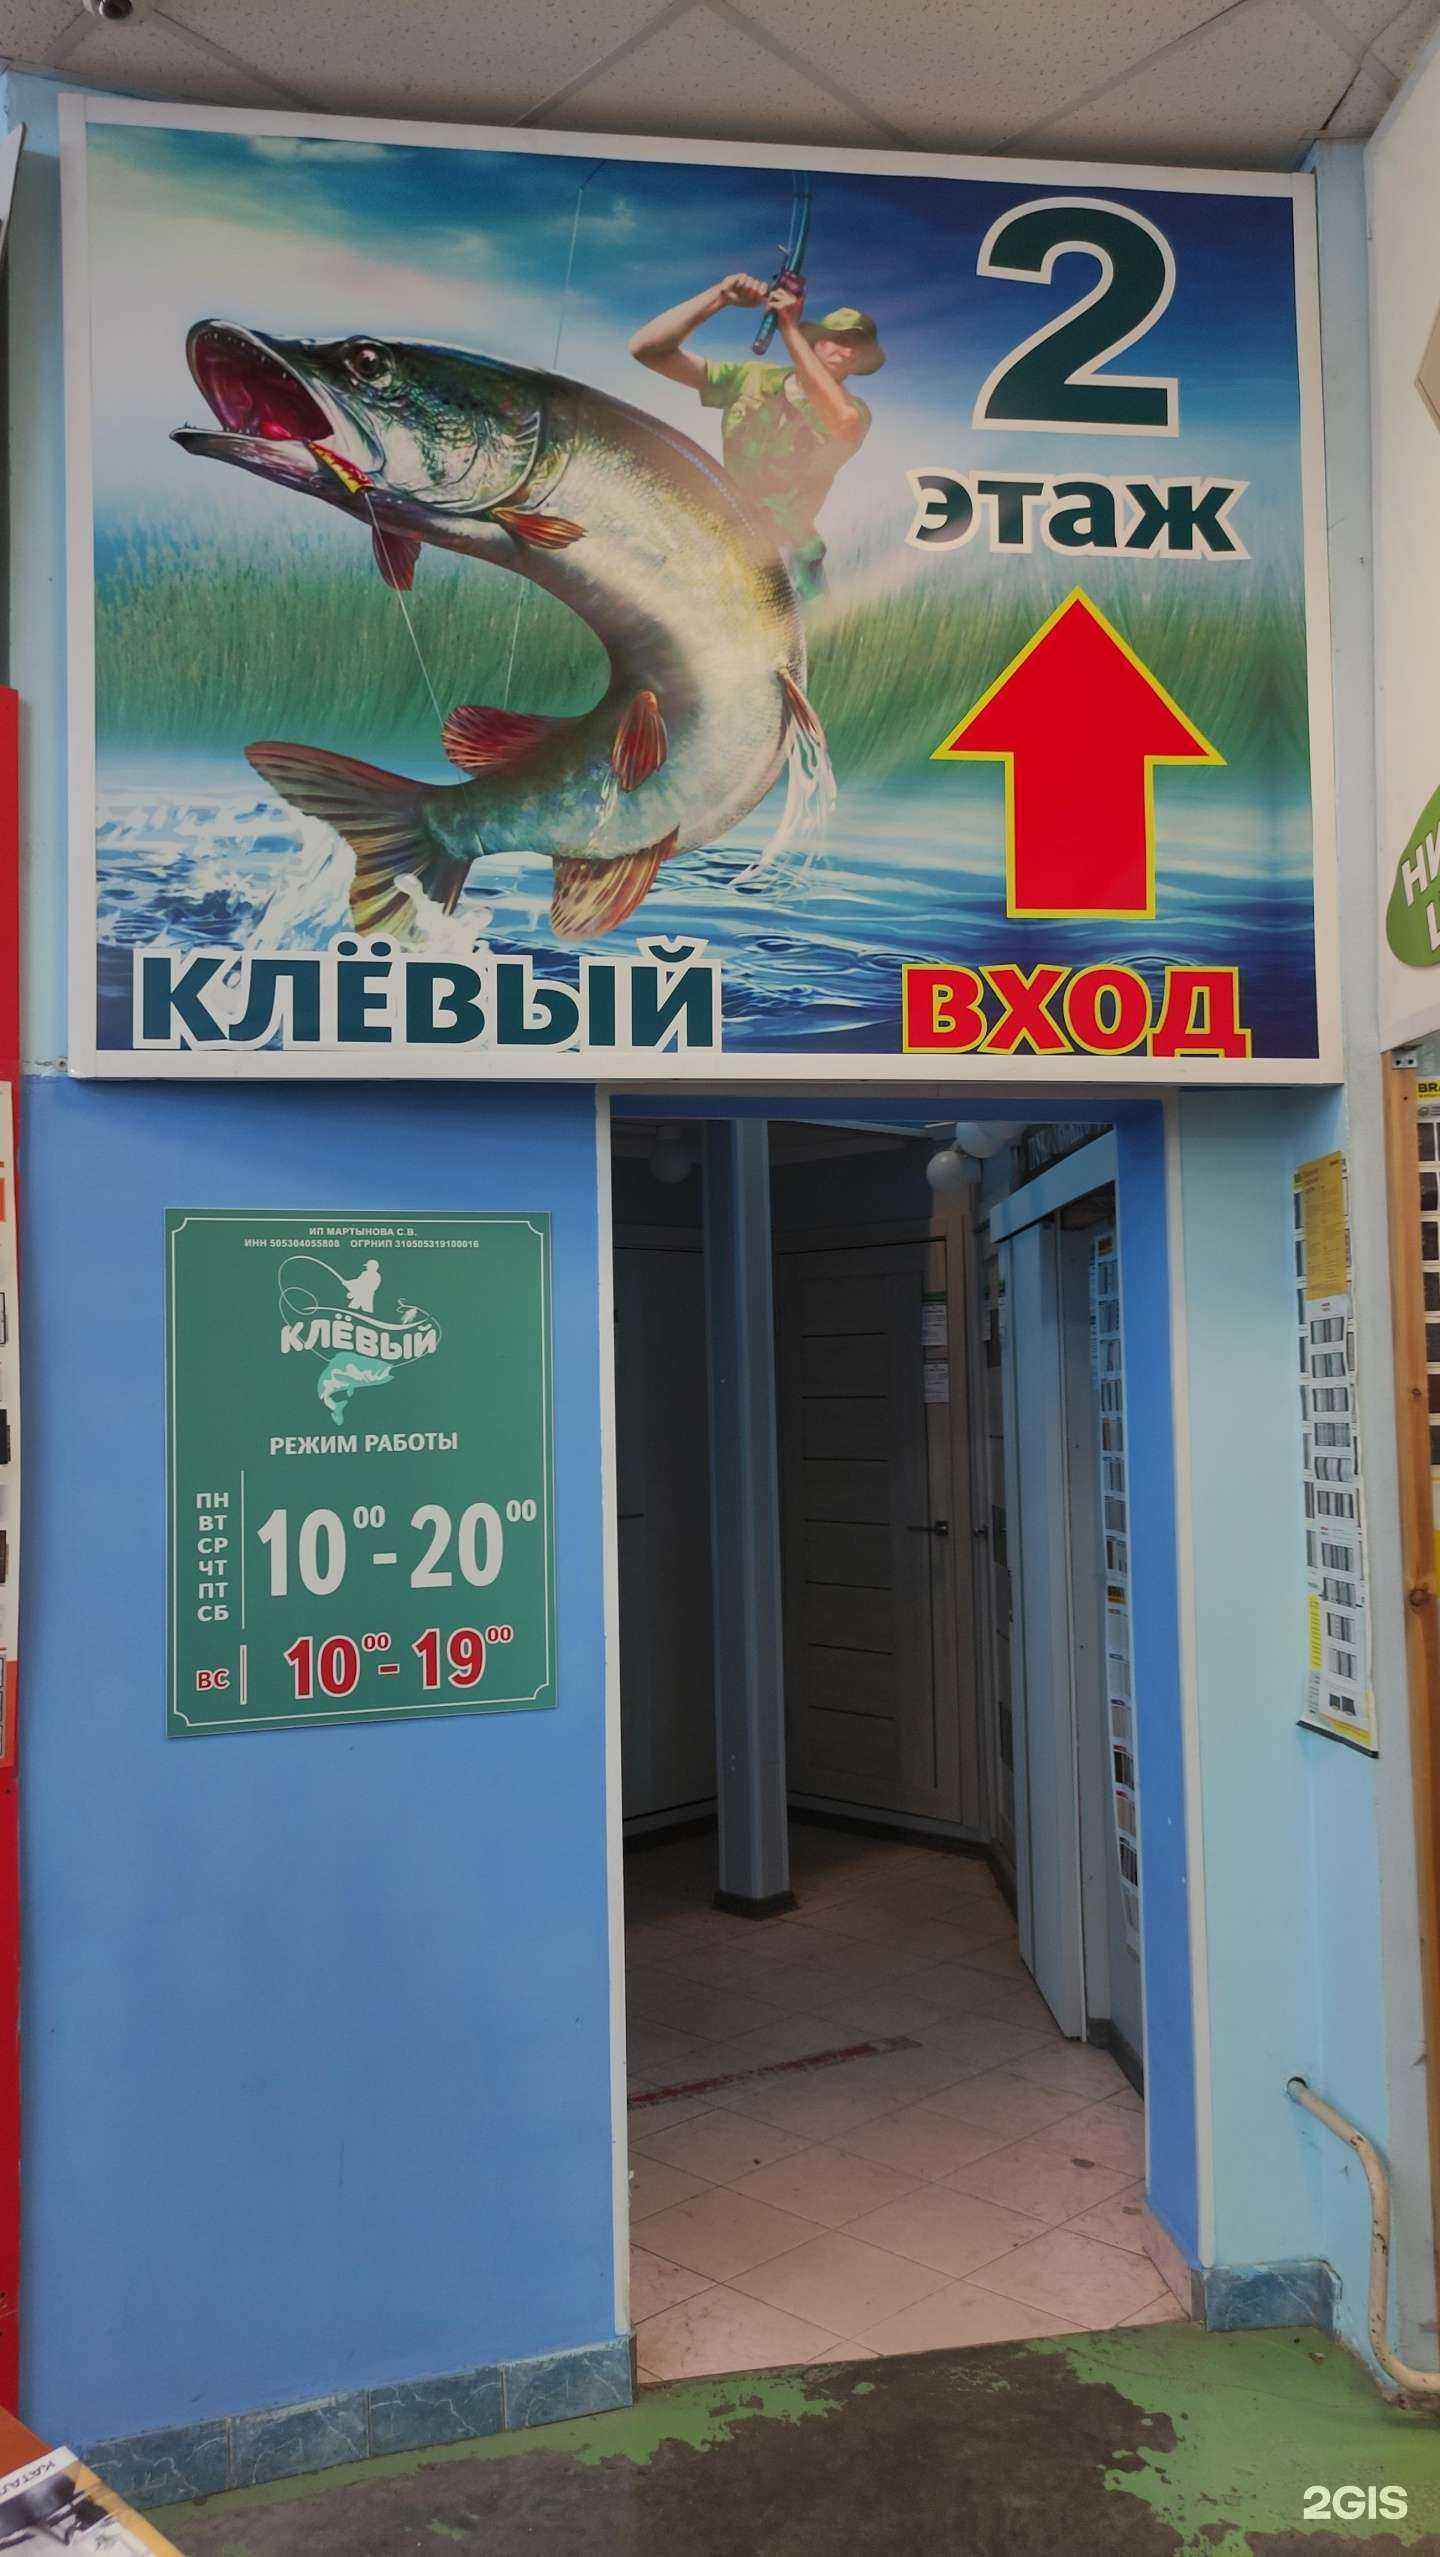 2
этаж
КЛЁВЫЙ
ВХОД
ИП МАРТЫНОВА С.В.
ИНН 505304055808 ОГРНИП 310505319100016
КЛЁВЫЙ
РЕЖИМ РАБОТЫ
ПН
ВТ
СР
ЧТ
ПТ
СБ
10⁰⁰ - 20⁰⁰
ВС
10⁰⁰ - 19⁰⁰
2GIS